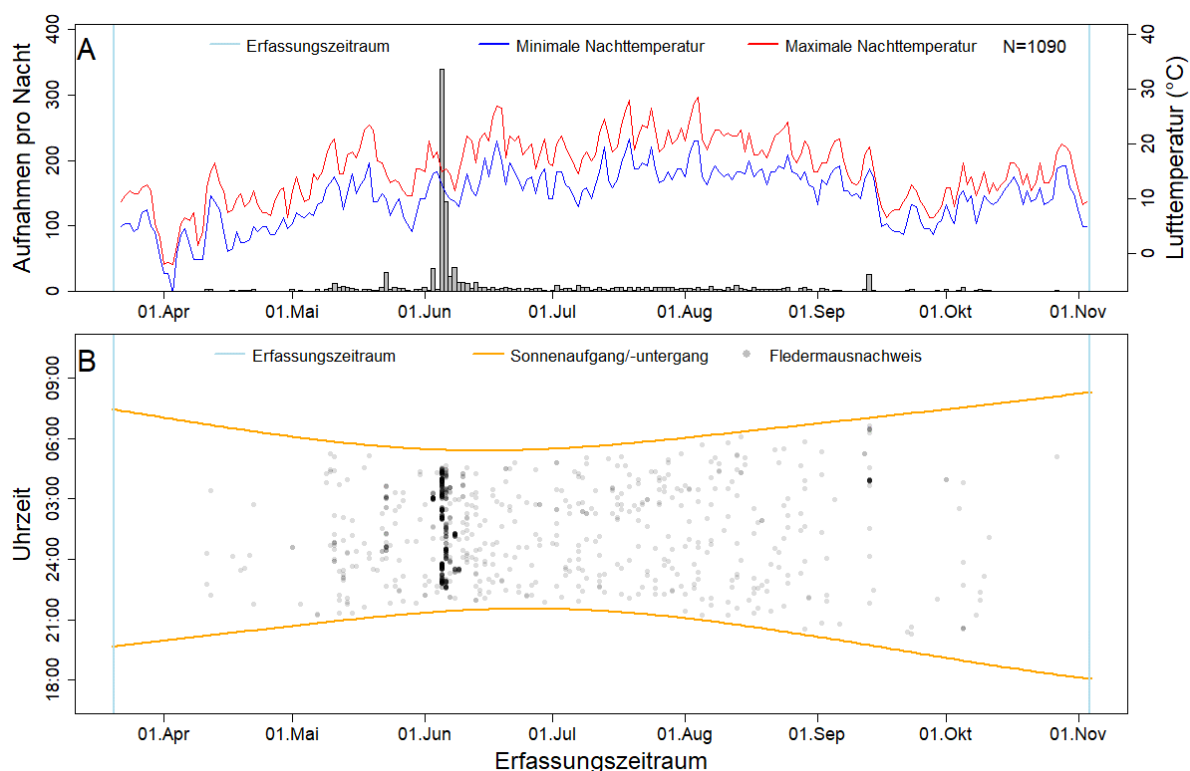 A
Erfassungszeitraum
Minimale Nachttemperatur
Maximale Nachttemperatur
N=1090
Aufnahmen pro Nacht
400
300
200
100
0
Lufttemperatur (°C)
40
30
20
10
0
01.Apr
01.Mai
01.Jun
01.Jul
01.Aug
01.Sep
01.Okt
01.Nov
B
Erfassungszeitraum
Sonnenaufgang/-untergang
Fledermausnachweis
Uhrzeit
09:00
06:00
03:00
24:00
21:00
18:00
01.Apr
01.Mai
01.Jun
01.Jul
01.Aug
01.Sep
01.Okt
01.Nov
Erfassungszeitraum